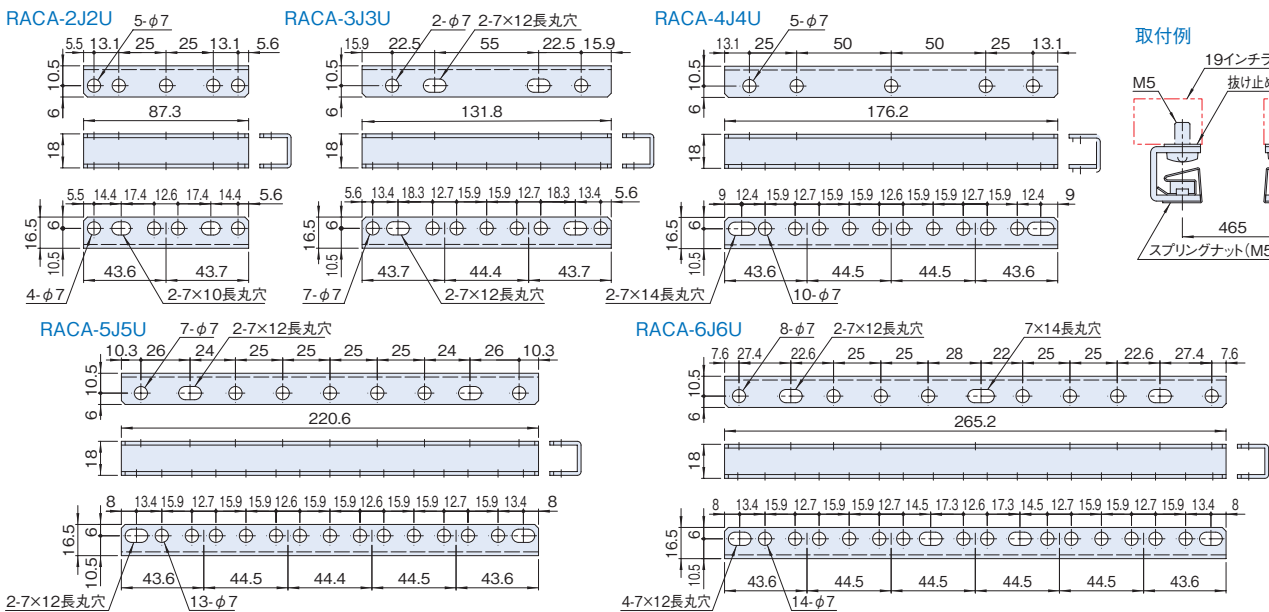 RACA-2J2U
5-φ7
5.5 13.1 25 25 13.1 5.6
10.5
6
87.3
18
5.5 14.4 17.4 12.6 17.4 14.4 5.6
16.5
6
10.5
43.6 43.7
4-φ7 2-7×10長丸穴
RACA-3J3U
2-φ7 2-7×12長丸穴
15.9 22.5 55 22.5 15.9
10.5
6
131.8
18
5.6 13.4 18.3 12.7 15.9 15.9 12.7 18.3 13.4 5.6
16.5
6
10.5
43.7 44.4 43.7
7-φ7 2-7×12長丸穴
RACA-4J4U
5-φ7
13.1 25 50 50 25 13.1
10.5
6
176.2
18
9 12.4 15.9 12.7 15.9 15.9 12.6 15.9 15.9 12.7 15.9 12.4 9
16.5
6
10.5
43.6 44.5 44.5 43.6
2-7×14長丸穴 10-φ7
取付例
19インチラ
M5 抜け止め
465
スプリングナット(M5
RACA-5J5U
7-φ7 2-7×12長丸穴
10.3 26 24 25 25 25 25 24 26 10.3
10.5
6
220.6
18
8 13.4 15.9 12.7 15.9 15.9 12.6 15.9 15.9 12.6 15.9 15.9 12.7 15.9 13.4 8
16.5
6
10.5
43.6 44.5 44.4 44.5 43.6
2-7×12長丸穴 13-φ7
RACA-6J6U
8-φ7 2-7×12長丸穴 7×14長丸穴
7.6 27.4 22.6 25 25 28 22 25 25 22.6 27.4 7.6
10.5
6
265.2
18
8 13.4 15.9 12.7 15.9 15.9 12.7 14.5 17.3 12.6 17.3 14.5 12.7 15.9 15.9 12.7 15.9 13.4 8
16.5
6
10.5
43.6 44.5 44.5 44.5 44.5 43.6
4-7×12長丸穴 14-φ7